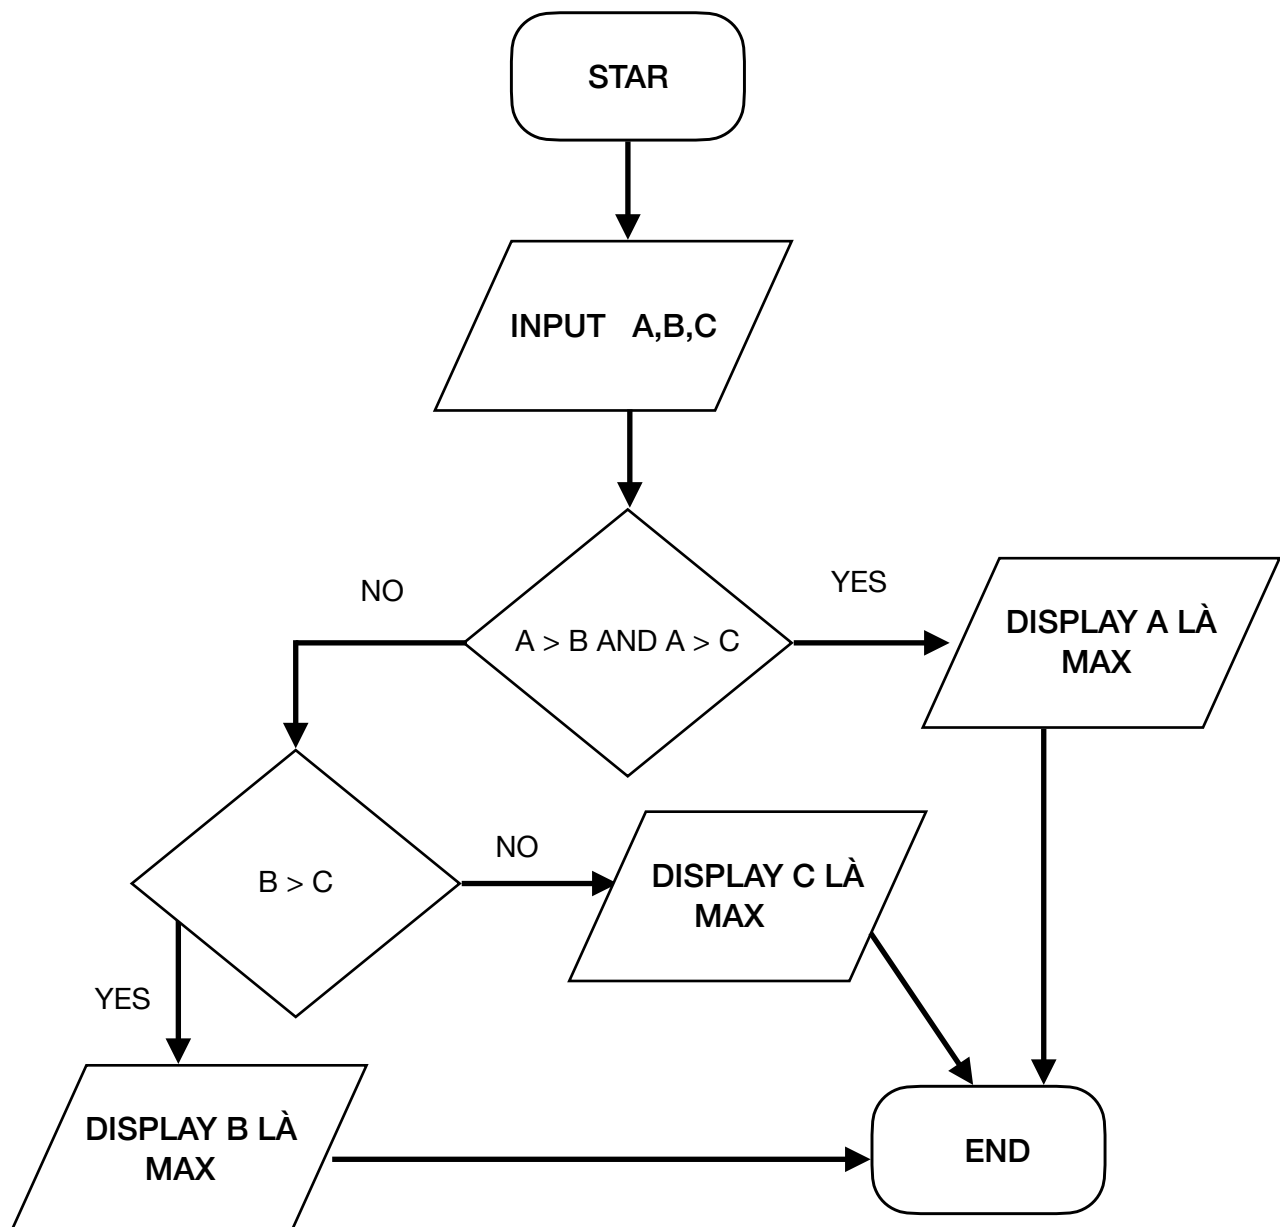 STAR
INPUT A,B,C
NO
YES
A > B AND A > C
DISPLAY A LÀ
MAX
B > C
NO
DISPLAY C LÀ
MAX
YES
DISPLAY B LÀ
MAX
END